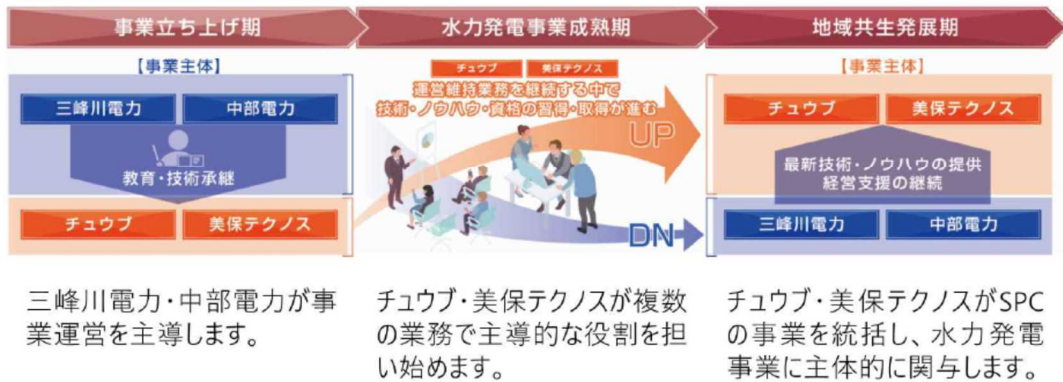 事業立ち上げ期
水力発電事業成熟期
地域共生発展期
【事業主体】
三峰川電力
中部電力
教育・技術承継
チュウブ
美保テクノス
チュウブ
美保テクノス
運営維持業務を継続する中で
技術・ノウハウ・資格の習得・取得が進む
UP
DN
【事業主体】
チュウブ
美保テクノス
最新技術・ノウハウの提供
経営支援の継続
三峰川電力
中部電力
三峰川電力・中部電力が事
業運営を主導します。
チュウブ・美保テクノスが複数
の業務で主導的な役割を担
い始めます。
チュウブ・美保テクノスがSPC
の事業を統括し、水力発電
事業に主体的に関与します。